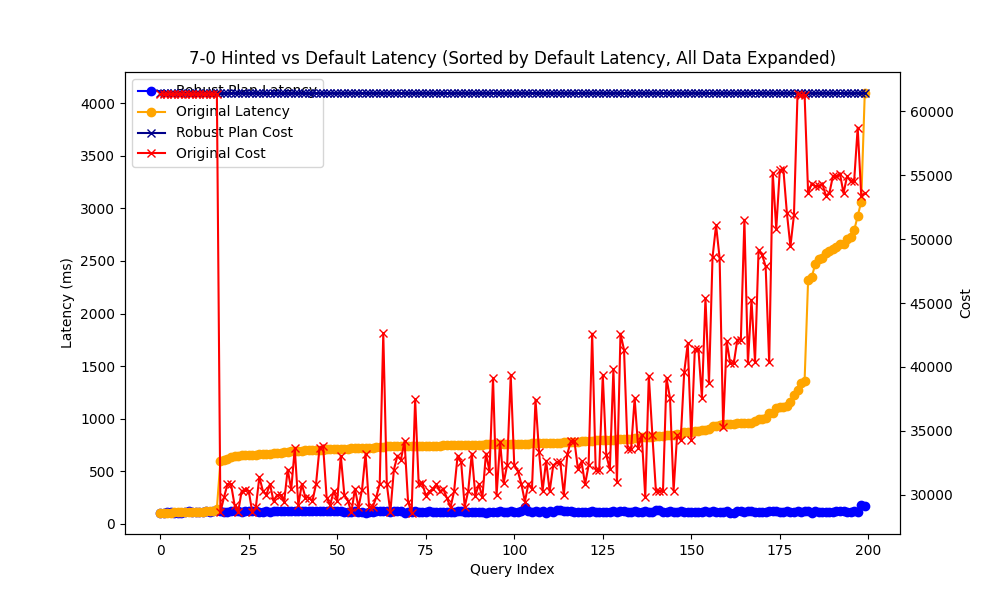 7-0 Hinted vs Default Latency (Sorted by Default Latency, All Data Expanded)
Robust Plan Latency
Original Latency
Robust Plan Cost
Original Cost
Latency (ms)
4000
3500
3000
2500
2000
1500
1000
500
0
60000
55000
50000
45000
40000
35000
30000
Cost
0 25 50 75 100 125 150 175 200
Query Index